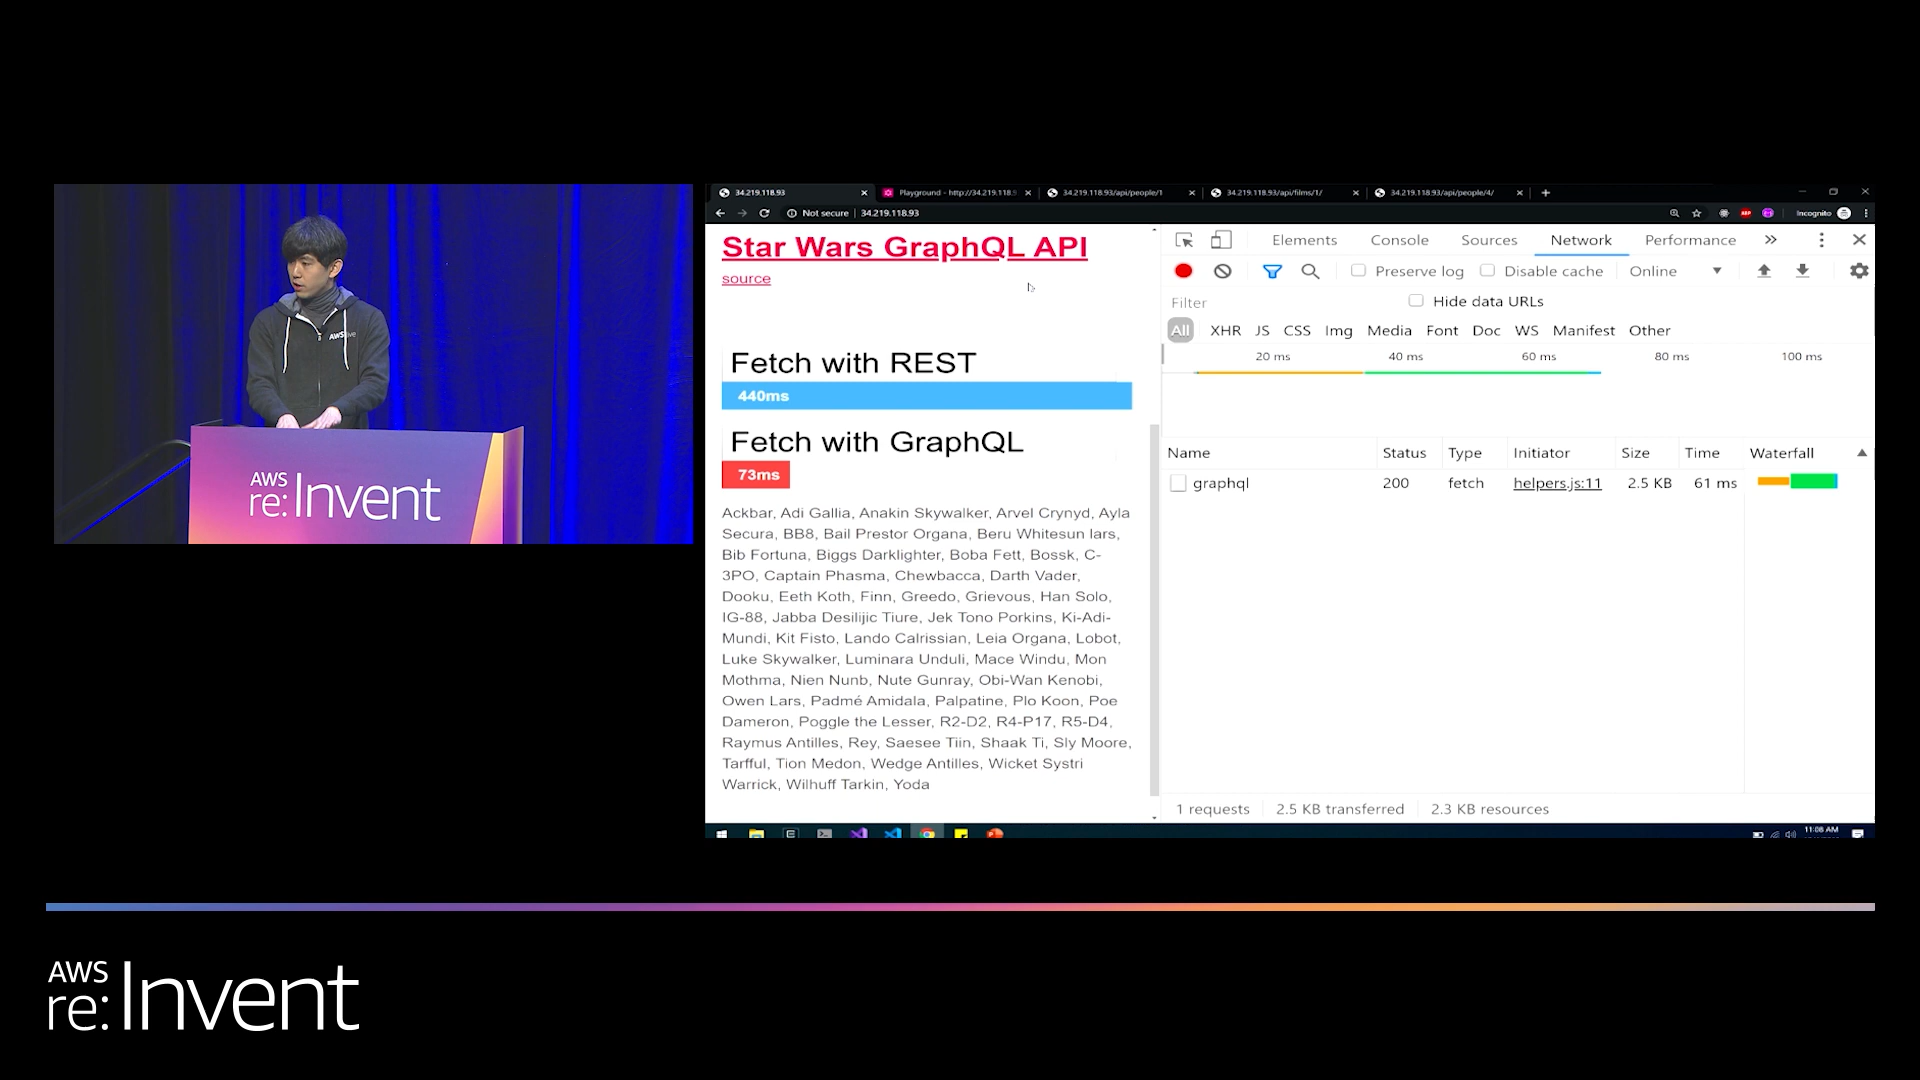 AWS
re:Invent
AWS
34.219.118.93
Playground - http://34.219.118.9
34.219.118.93/api/people/1
34.219.118.93/api/films/1/
34.219.118.93/api/people/4/
Not secure | 34.219.118.93
Incognito
Star Wars GraphQL API
source
Fetch with REST
440ms
Fetch with GraphQL
73ms
Ackbar, Adi Gallia, Anakin Skywalker, Arvel Crynyd, Ayla
Secura, BB8, Bail Prestor Organa, Beru Whitesun lars,
Bib Fortuna, Biggs Darklighter, Boba Fett, Bossk, C-
3PO, Captain Phasma, Chewbacca, Darth Vader,
Dooku, Eeth Koth, Finn, Greedo, Grievous, Han Solo,
IG-88, Jabba Desilijic Tiure, Jek Tono Porkins, Ki-Adi-
Mundi, Kit Fisto, Lando Calrissian, Leia Organa, Lobot,
Luke Skywalker, Luminara Unduli, Mace Windu, Mon
Mothma, Nien Nunb, Nute Gunray, Obi-Wan Kenobi,
Owen Lars, Padmé Amidala, Palpatine, Plo Koon, Poe
Dameron, Poggle the Lesser, R2-D2, R4-P17, R5-D4,
Raymus Antilles, Rey, Saesee Tiin, Shaak Ti, Sly Moore,
Tarfful, Tion Medon, Wedge Antilles, Wicket Systri
Warrick, Wilhuff Tarkin, Yoda
Elements Console Sources Network Performance
Preserve log Disable cache Online
Filter Hide data URLs
All XHR JS CSS Img Media Font Doc WS Manifest Other
20 ms 40 ms 60 ms 80 ms 100 ms
Name Status Type Initiator Size Time Waterfall
graphql 200 fetch helpers.js:11 2.5 KB 61 ms
1 requests 2.5 KB transferred 2.3 KB resources
11:06 AM
AWS
re:Invent